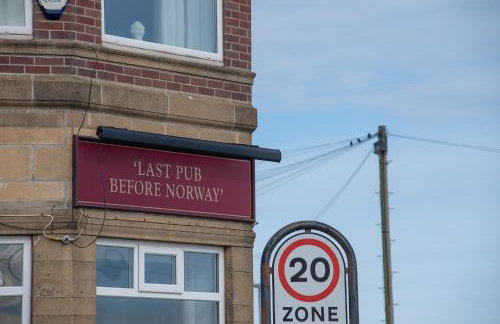 'LAST PUB
BEFORE NORWAY'
20
ZONE